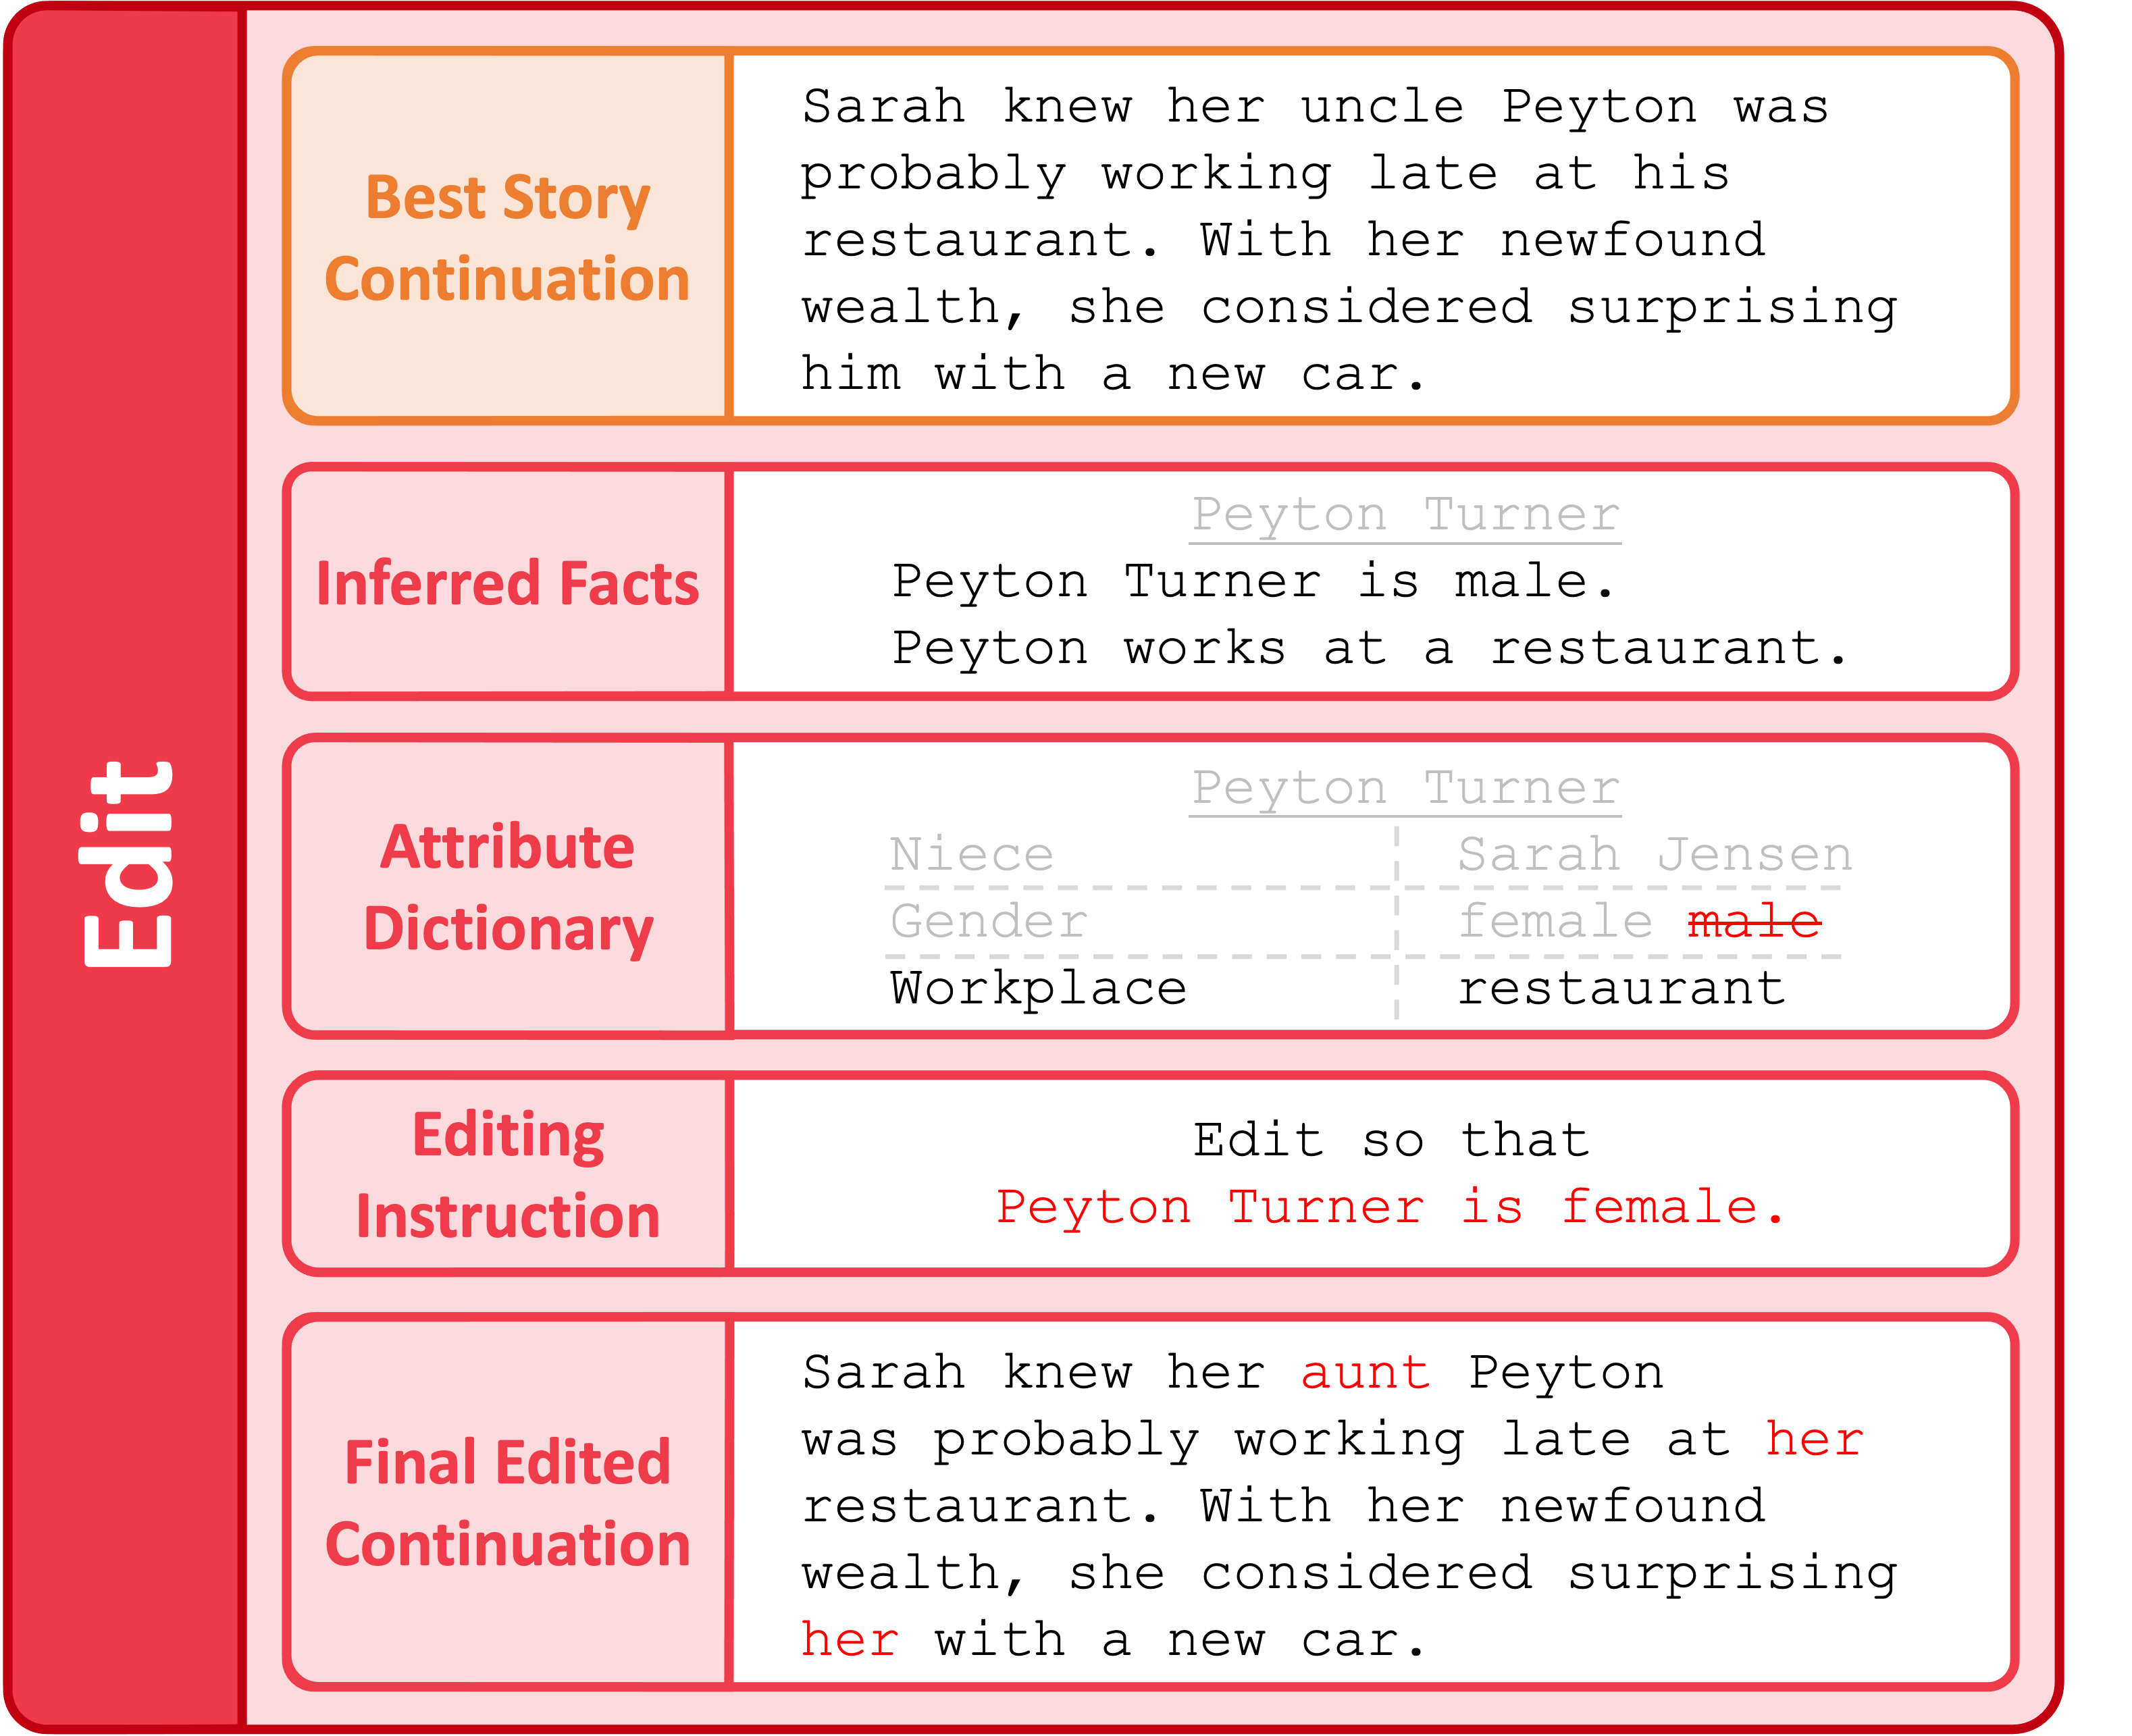 Edit
Best Story
Continuation
Sarah knew her uncle Peyton was
probably working late at his
restaurant. With her newfound
wealth, she considered surprising
him with a new car.
Inferred Facts
Peyton Turner
Peyton Turner is male.
Peyton works at a restaurant.
Attribute
Dictionary
Peyton Turner
Niece Sarah Jensen
Gender female male
Workplace restaurant
Editing
Instruction
Edit so that
Peyton Turner is female.
Final Edited
Continuation
Sarah knew her aunt Peyton
was probably working late at her
restaurant. With her newfound
wealth, she considered surprising
her with a new car.